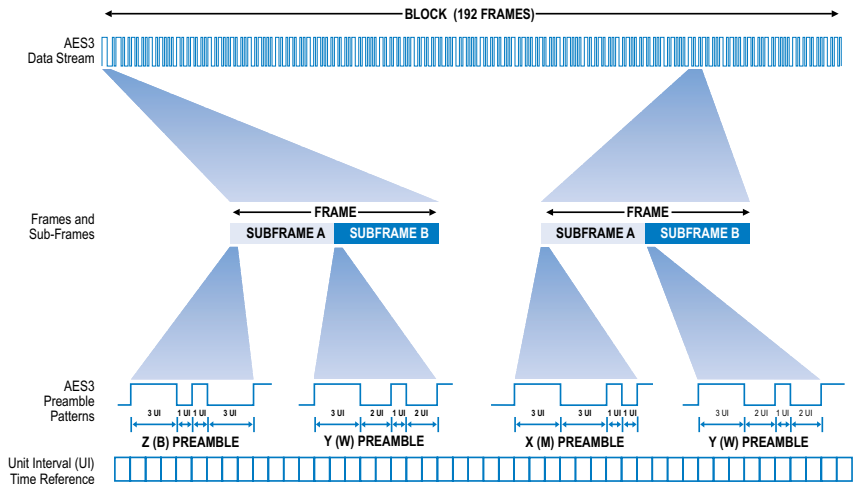 BLOCK (192 FRAMES)
AES3
Data Stream
Frames and
Sub-Frames
FRAME
FRAME
SUBFRAME A
SUBFRAME B
SUBFRAME A
SUBFRAME B
AES3
Preamble
Patterns
3 UI
1 UI
1 UI
3 UI
3 UI
2 UI
1 UI
2 UI
3 UI
3 UI
1 UI
1 UI
3 UI
2 UI
1 UI
2 UI
Z (B) PREAMBLE
Y (W) PREAMBLE
X (M) PREAMBLE
Y (W) PREAMBLE
Unit Interval (UI)
Time Reference